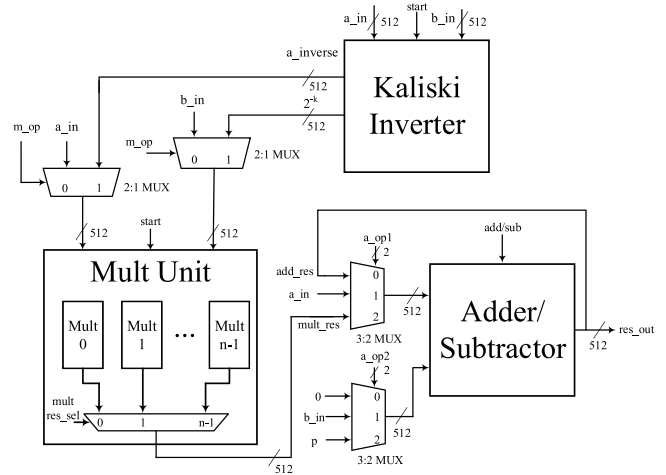 a_in
512
start
b_in
512
a_inverse
512
Kaliski
Inverter
2^-k
512
b_in
m_op
0 1
2:1 MUX
m_op
a_in
0 1
2:1 MUX
512
start
512
Mult Unit
Mult
0
Mult
1
...
Mult
n-1
mult
res_sel
0 1 n-1
512
add_res
a_in
mult_res
a_op1
2
0
1
2
512
3:2 MUX
a_op2
2
0
b_in
p
0
1
2
512
3:2 MUX
add/sub
Adder/
Subtractor
512
res_out